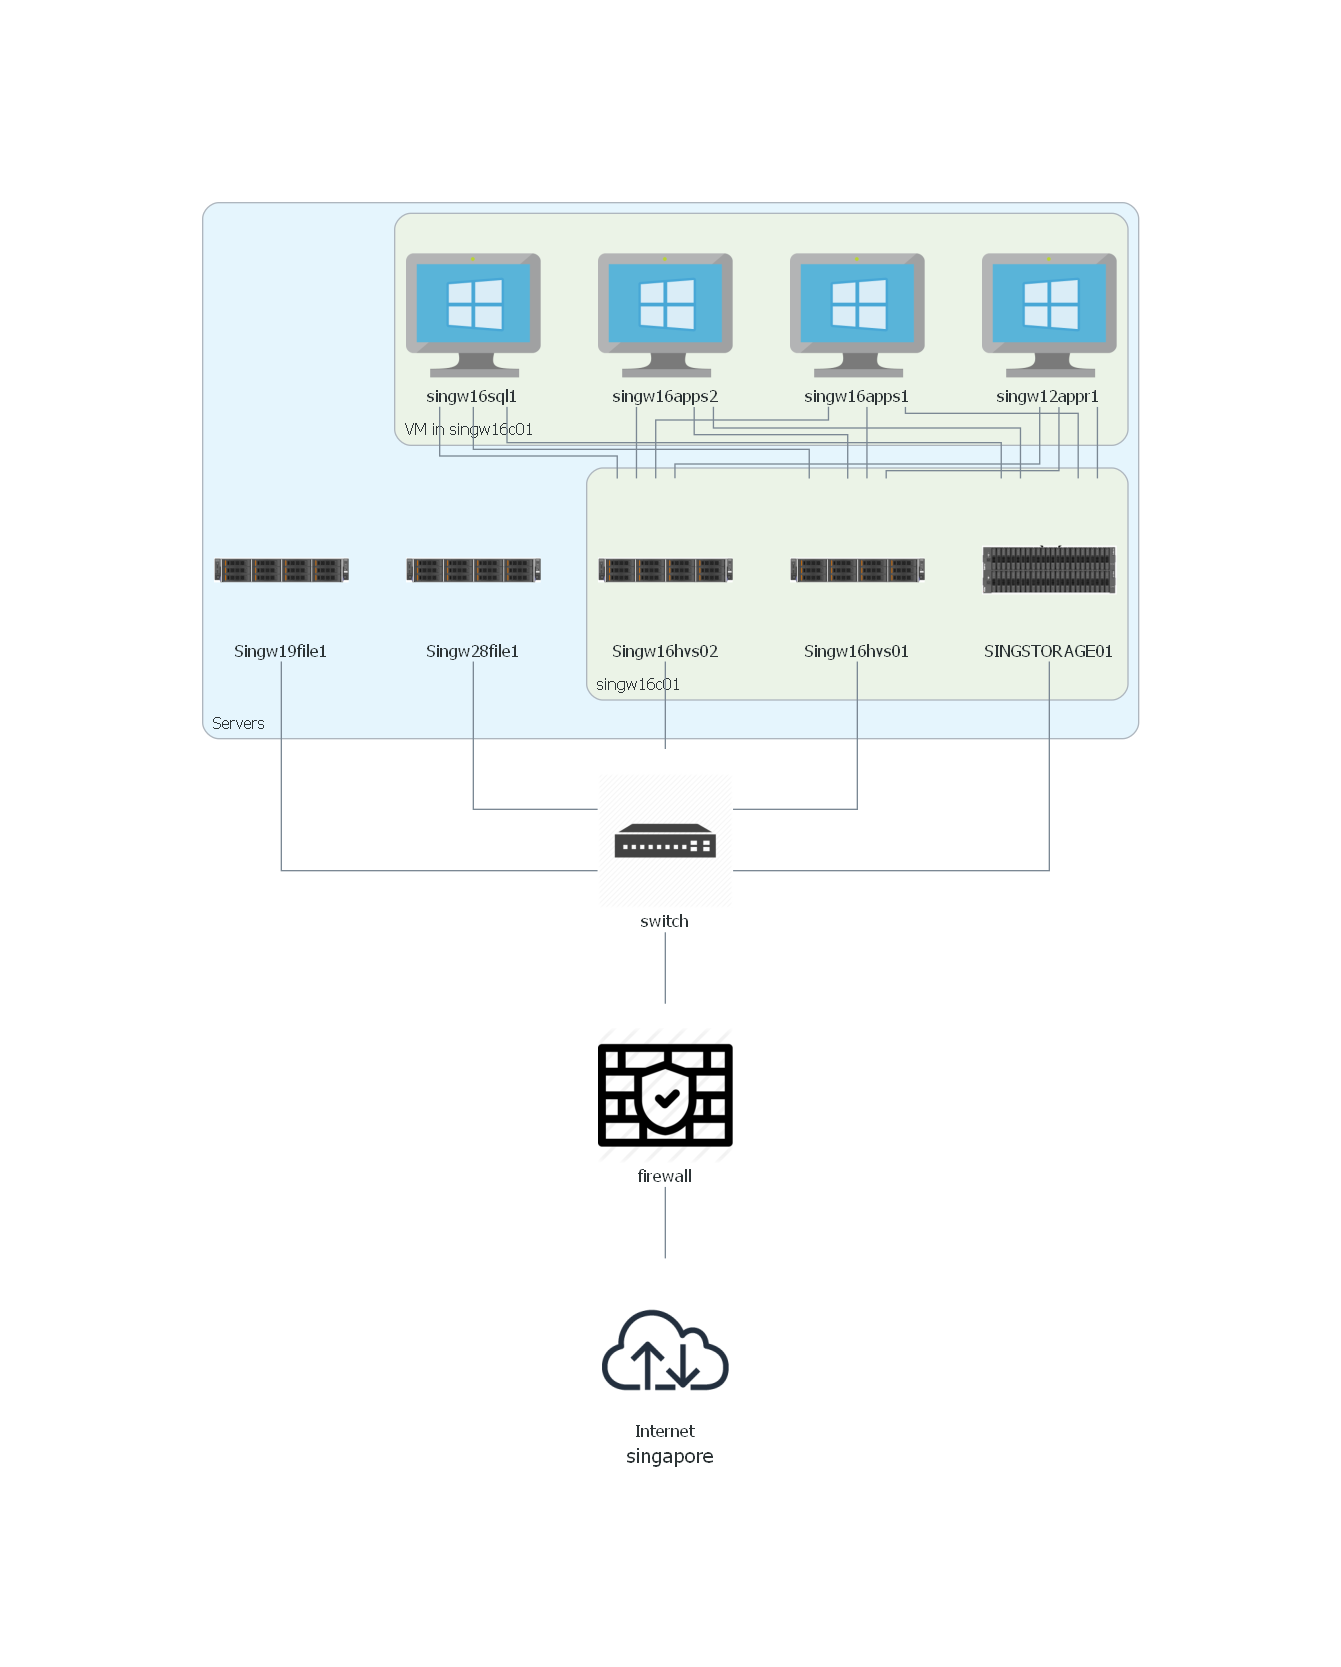 singw16sql1
singw16apps2
singw16apps1
singw12appr1
VM in singw16c01
Singw19file1
Singw28file1
Singw16hvs02
Singw16hvs01
SINGSTORAGE01
singw16c01
Servers
switch
firewall
Internet
singapore